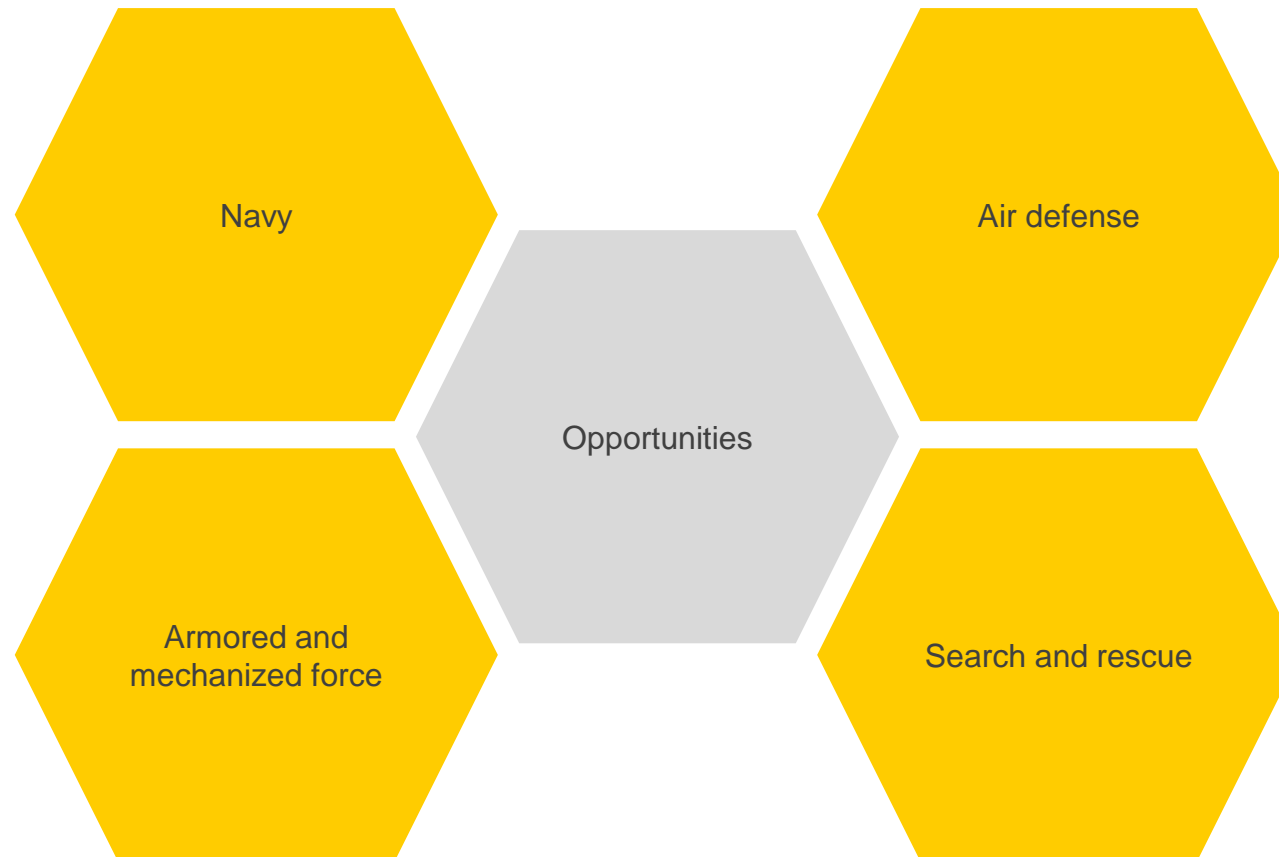 Navy
Air defense
Opportunities
Armored and
mechanized force
Search and rescue